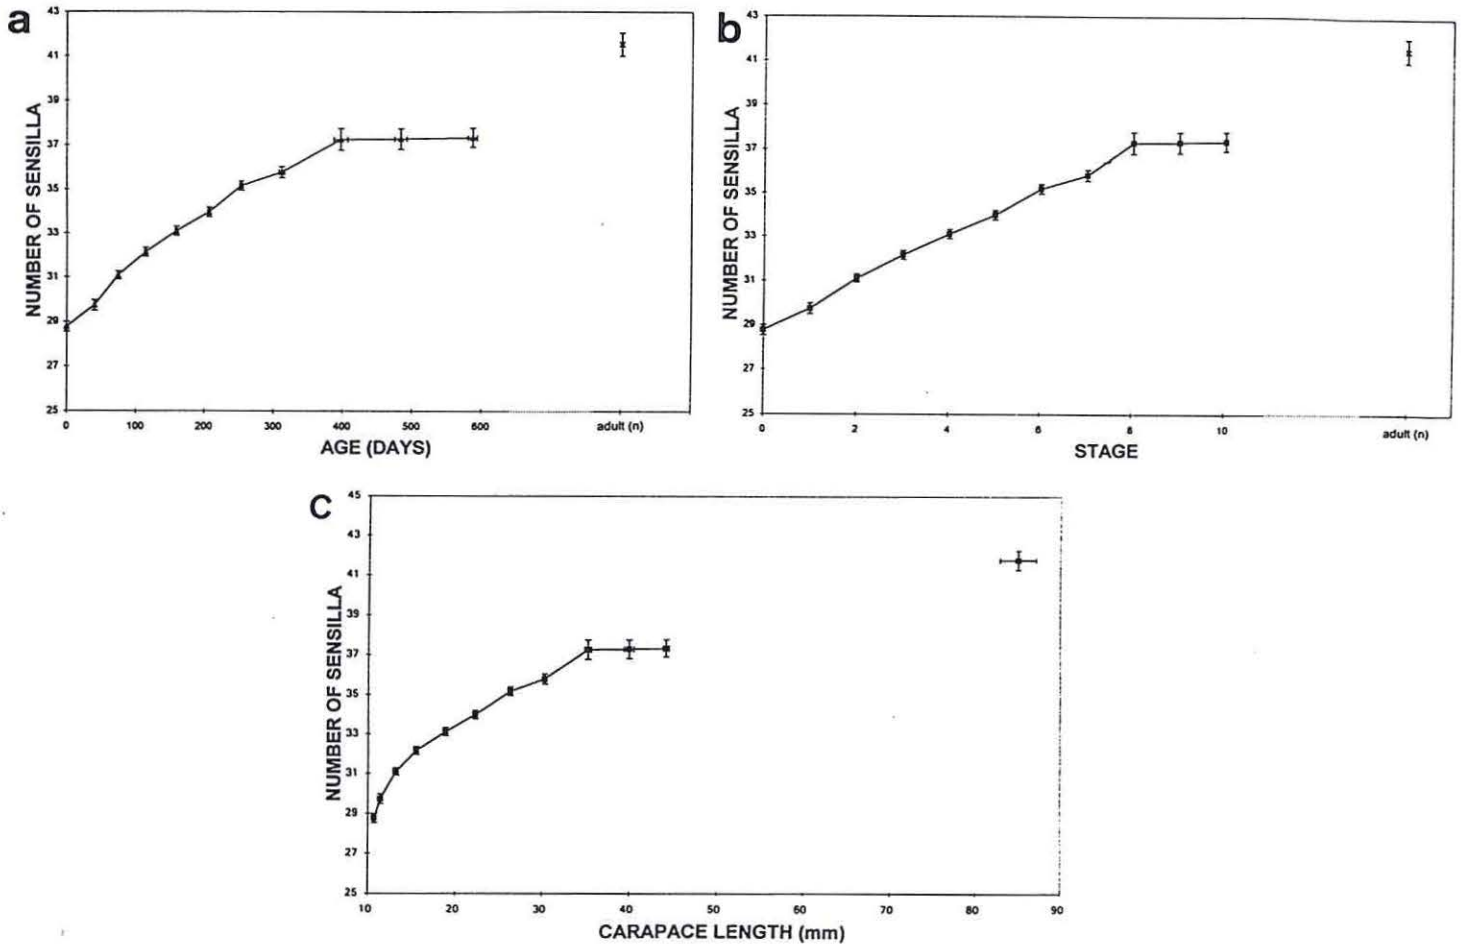 a
43
41
39
37
35
33
31
29
27
25
NUMBER OF SENSILLA
0 100 200 300 400 500 600 adult (n)
AGE (DAYS)
b
43
41
39
37
35
33
31
29
27
25
NUMBER OF SENSILLA
0 2 4 6 8 10 adult (n)
STAGE
C
45
43
41
39
37
35
33
31
29
27
25
NUMBER OF SENSILLA
10 20 30 40 50 60 70 80 90
CARAPACE LENGTH (mm)